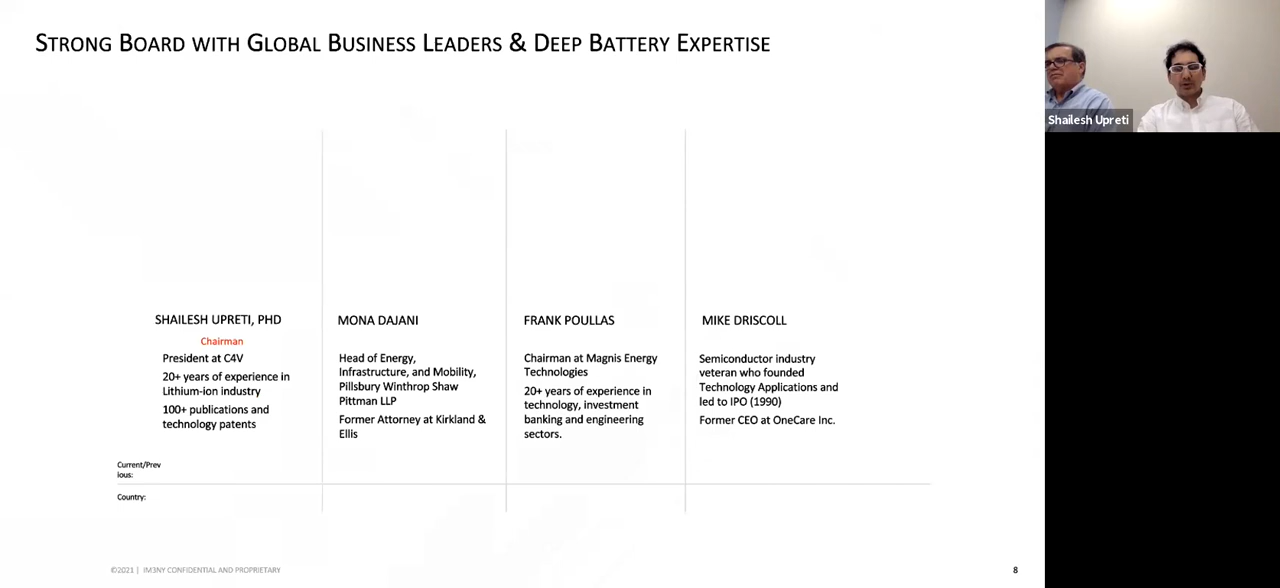 STRONG BOARD WITH GLOBAL BUSINESS LEADERS & DEEP BATTERY EXPERTISE
Shailesh Upreti
SHAILESH UPRETI, PHD
Chairman
President at C4V
20+ years of experience in
Lithium-ion industry
100+ publications and
technology patents
MONA DAJANI
Head of Energy,
Infrastructure, and Mobility,
Pillsbury Winthrop Shaw
Pittman LLP
Former Attorney at Kirkland &
Ellis
FRANK POULLAS
Chairman at Magnis Energy
Technologies
20+ years of experience in
technology, investment
banking and engineering
sectors.
MIKE DRISCOLL
Semiconductor industry
veteran who founded
Technology Applications and
led to IPO (1990)
Former CEO at OneCare Inc.
Current/Prev
ious:
Country:
©2021 | IM3NY CONFIDENTIAL AND PROPRIETARY
8